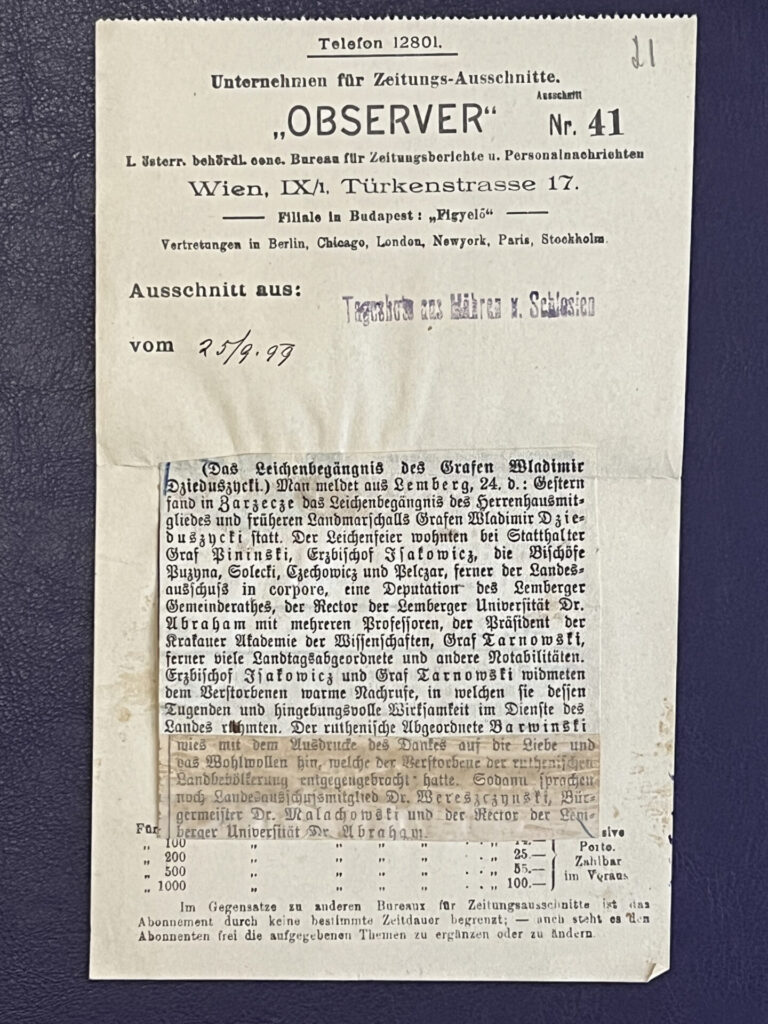 Telefon 12801.
21
Unternehmen für Zeitungs-Ausschnitte.
Ausschnitt
„OBSERVER“ Nr. 41
I. österr. behördl. conc. Bureau für Zeitungsberichte u. Personalnachrichten
Wien, IX/1, Türkenstrasse 17.
Filiale in Budapest: „Figyelő“
Vertretungen in Berlin, Chicago, London, Newyork, Paris, Stockholm.
Ausschnitt aus: Tagesbote aus Mähren u. Schlesien
vom 25/9.99
(Das Leichenbegängnis des Grafen Wladimir
Dzieduszycki.) Man meldet aus Lemberg, 24. d.: Gestern
fand in Zarzecze das Leichenbegängnis des Herrenhausmit-
gliedes und früheren Landmarschalls Grafen Wladimir Dzie-
duszycki statt. Der Leichenfeier wohnten bei Statthalter
Graf Pininski, Erzbischof Isakowicz, die Bischöfe
Puzyna, Solecki, Czechowicz und Pelczar, ferner der Landes-
ausschuss in corpore, eine Deputation des Lemberger
Gemeinderathes, der Rector der Lemberger Universität Dr.
Abraham mit mehreren Professoren, der Präsident der
Krakauer Akademie der Wissenschaften, Graf Tarnowski,
ferner viele Landtagsabgeordnete und andere Notabilitäten.
Erzbischof Isakowicz und Graf Tarnowski widmeten
dem Verstorbenen warme Nachrufe, in welchen sie dessen
Tugenden und hingebungsvolle Wirksamkeit im Dienste des
Landes rühmten. Der ruthenische Abgeordnete Barwinski
wies mit dem Ausdrucke des Dankes auf die Liebe und
das Wohlwollen hin, welche der Verstorbene der ruthenischen
Landbevölkerung entgegengebracht hatte. Sodann sprachen
noch Landesausschussmitglied Dr. Wereszczynski, Bür-
germeister Dr. Malachowski und der Rector der Lem-
berger Universität Dr. Abraham.
Für
„ 100 „ „ „ „ Porto.
„ 200 „ „ „ „ 25.— Zahlbar
„ 500 „ „ „ „ 55.— im Voraus
„ 1000 „ „ „ „ 100.—
Im Gegensatze zu anderen Bureaux für Zeitungsausschnitte ist das
Abonnement durch keine bestimmte Zeitdauer begrenzt; — auch steht es den
Abonnenten frei die aufgegebenen Themen zu ergänzen oder zu ändern.